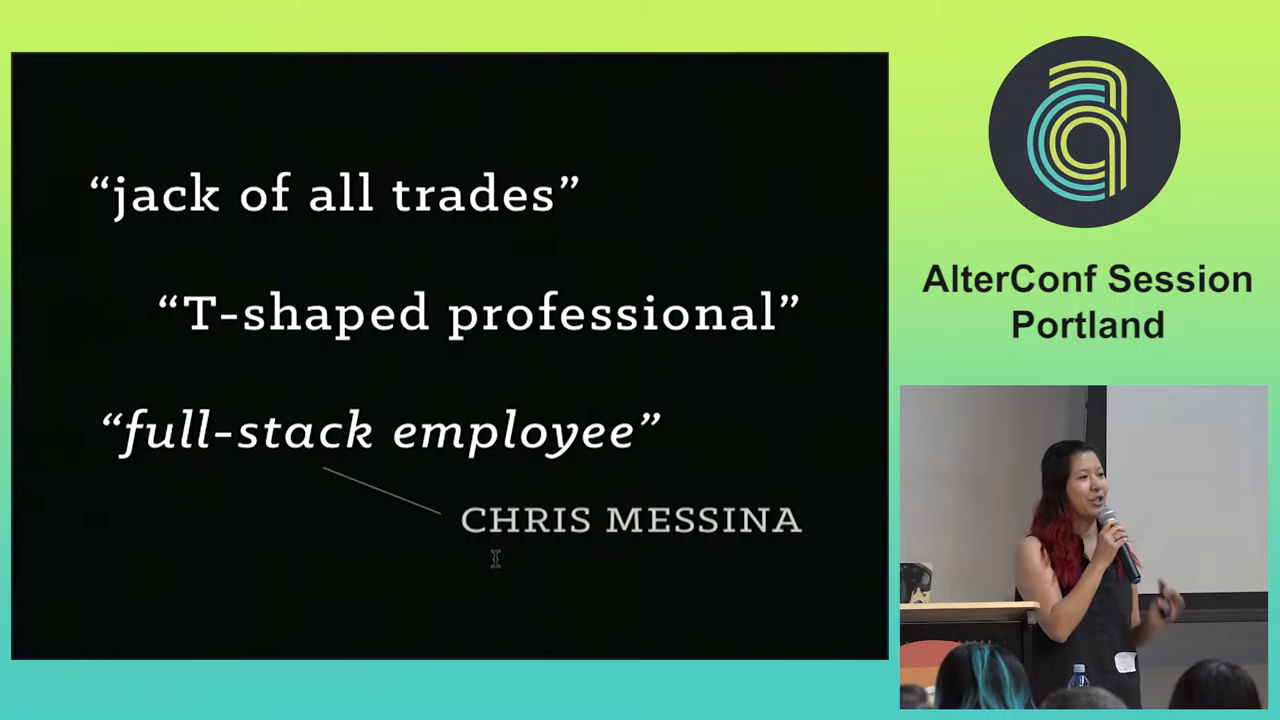 “jack of all trades”
“T-shaped professional”
“full-stack employee”
CHRIS MESSINA
AlterConf Session
Portland